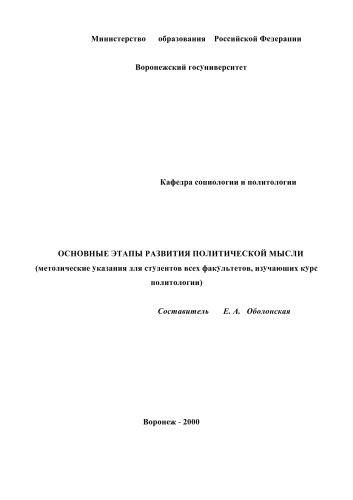 Министерство образования Российской Федерации
Воронежский госуниверситет
Кафедра социологии и политологии
ОСНОВНЫЕ ЭТАПЫ РАЗВИТИЯ ПОЛИТИЧЕСКОЙ МЫСЛИ
(методические указания для студентов всех факультетов, изучающих курс
политологии)
Составитель Е. А. Оболонская
Воронеж - 2000